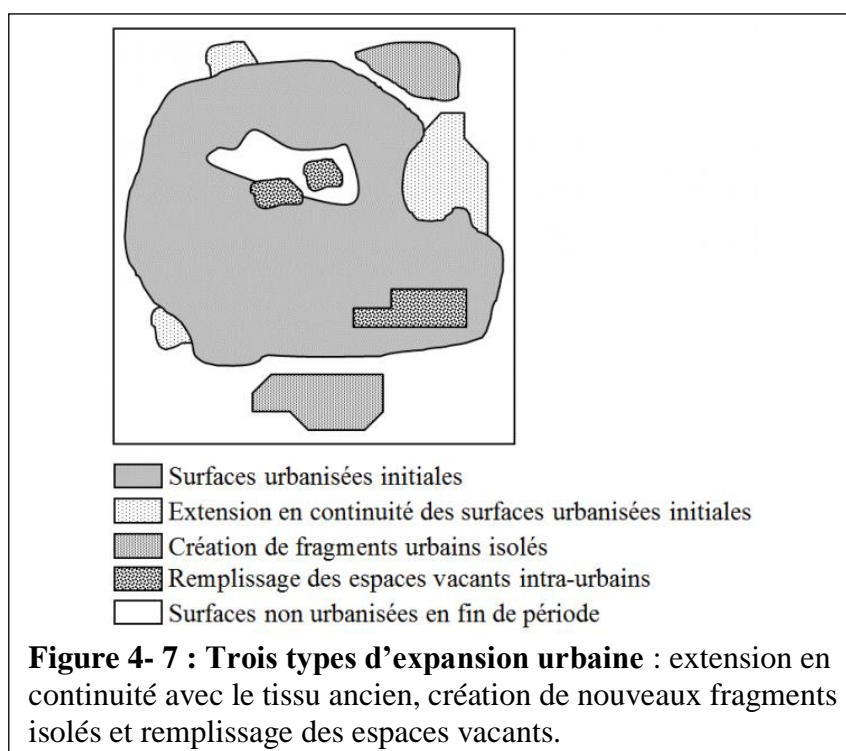 Surfaces urbanisées initiales
Extension en continuité des surfaces urbanisées initiales
Création de fragments urbains isolés
Remplissage des espaces vacants intra-urbains
Surfaces non urbanisées en fin de période
Figure 4- 7 : Trois types d’expansion urbaine : extension en
continuité avec le tissu ancien, création de nouveaux fragments
isolés et remplissage des espaces vacants.